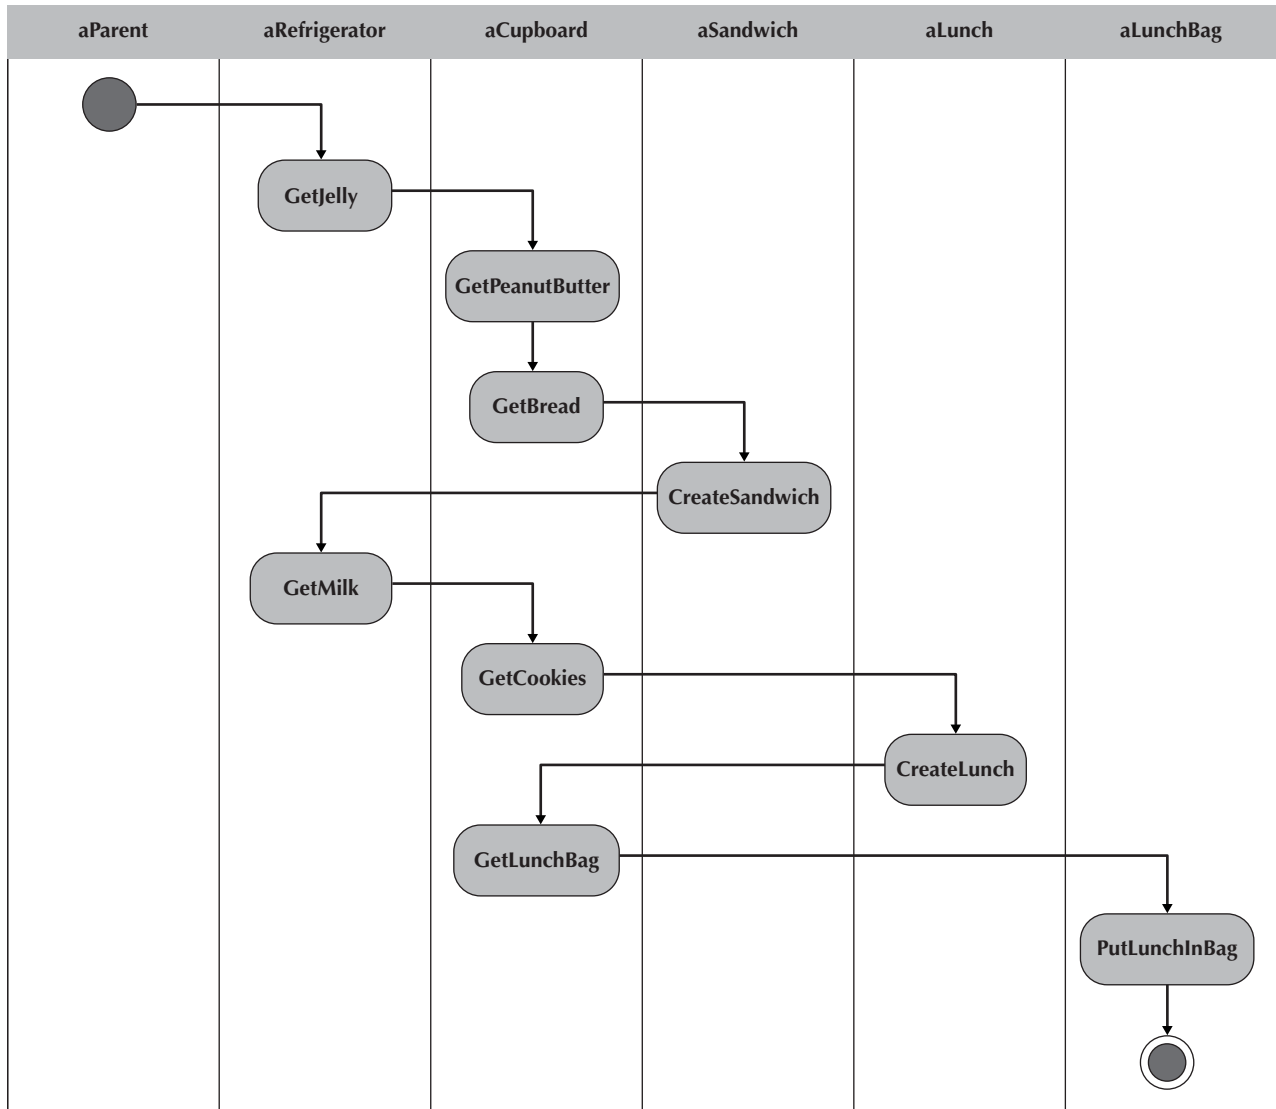 aParent aRefrigerator aCupboard aSandwich aLunch aLunchBag
GetJelly
GetPeanutButter
GetBread
CreateSandwich
GetMilk
GetCookies
CreateLunch
GetLunchBag
PutLunchInBag